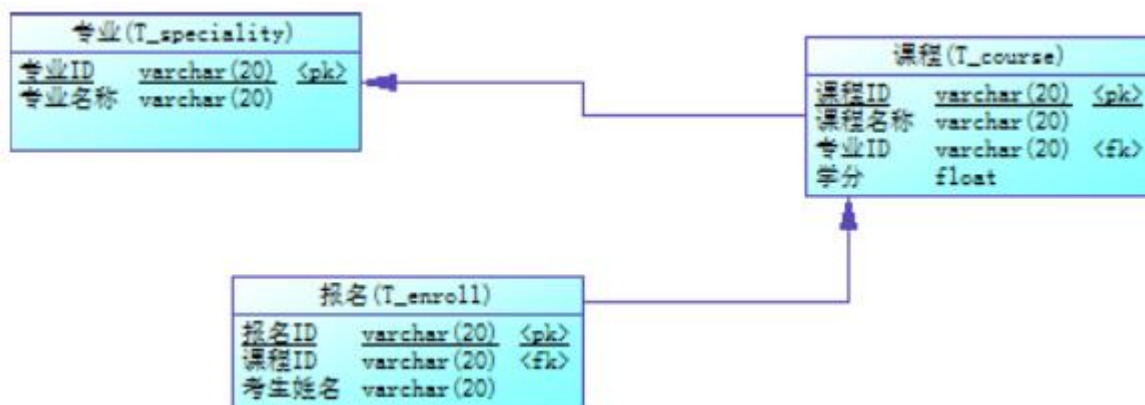 专业(T_speciality)
专业ID varchar(20) <pk>
专业名称 varchar(20)
课程(T_course)
课程ID varchar(20) <pk>
课程名称 varchar(20)
专业ID varchar(20) <fk>
学分 float
报名(T_enroll)
报名ID varchar(20) <pk>
课程ID varchar(20) <fk>
考生姓名 varchar(20)